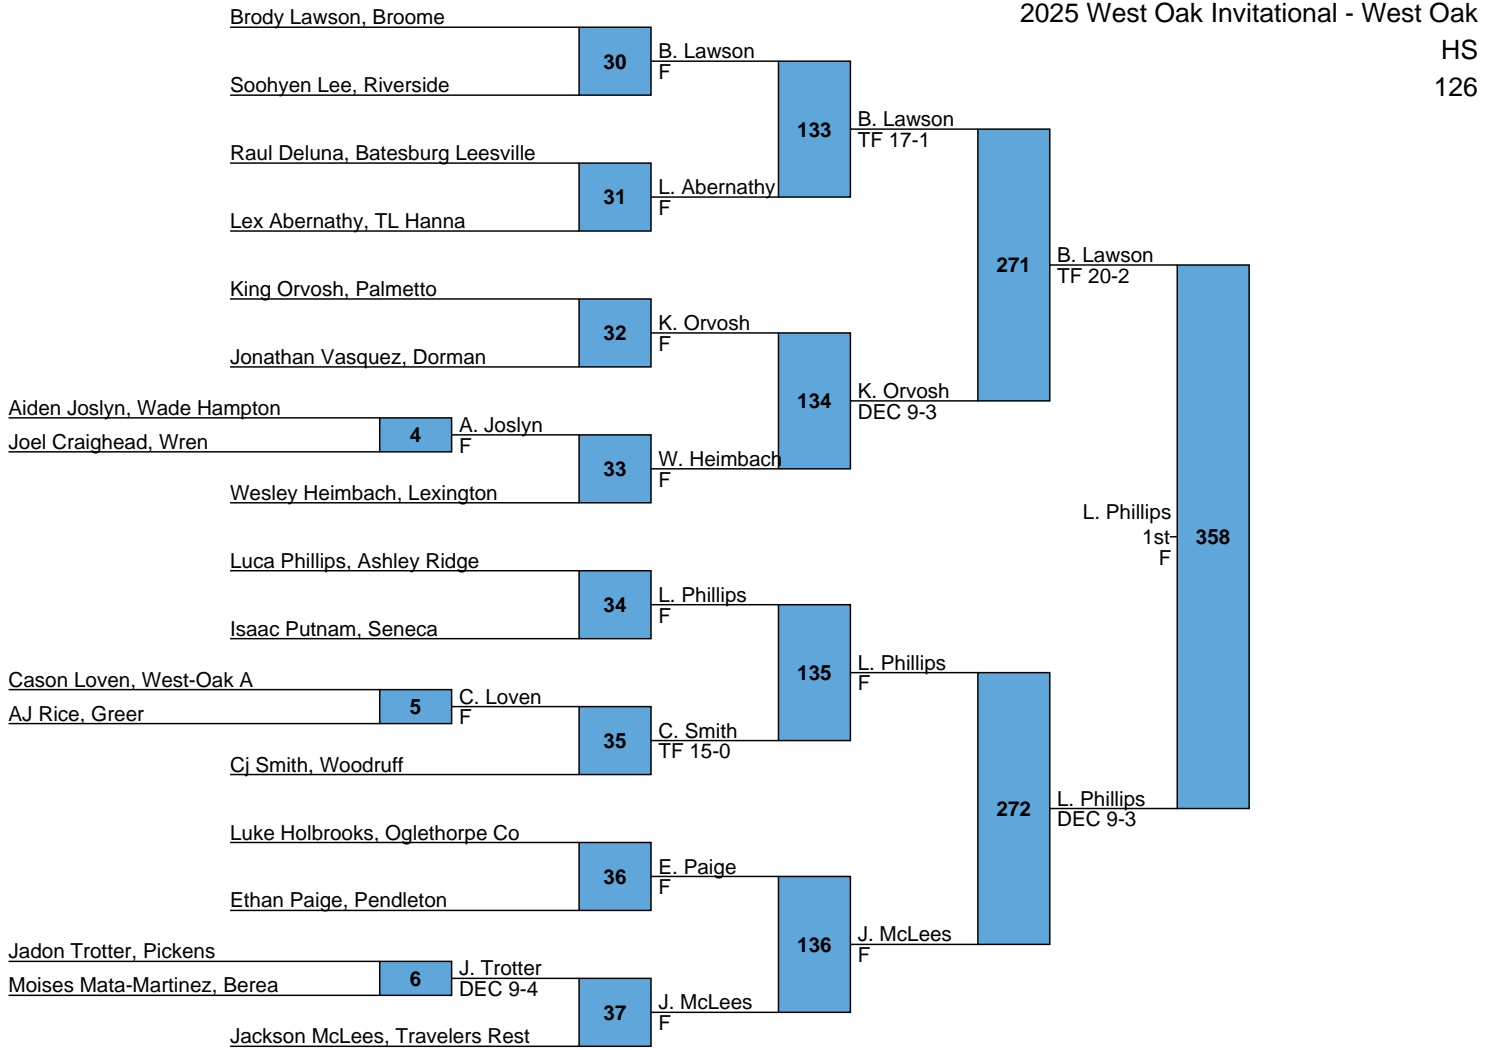 2025 West Oak Invitational - West Oak
HS
126
Brody Lawson, Broome
30
B. Lawson
F
Soohyen Lee, Riverside
133
B. Lawson
TF 17-1
Raul Deluna, Batesburg Leesville
31
L. Abernathy
F
Lex Abernathy, TL Hanna
271
B. Lawson
TF 20-2
King Orvosh, Palmetto
32
K. Orvosh
F
Jonathan Vasquez, Dorman
134
K. Orvosh
DEC 9-3
Aiden Joslyn, Wade Hampton
4
A. Joslyn
F
Joel Craighead, Wren
33
W. Heimbach
F
Wesley Heimbach, Lexington
L. Phillips
1st
F
358
Luca Phillips, Ashley Ridge
34
L. Phillips
F
Isaac Putnam, Seneca
135
L. Phillips
F
Cason Loven, West-Oak A
5
C. Loven
F
AJ Rice, Greer
35
C. Smith
TF 15-0
Cj Smith, Woodruff
272
L. Phillips
DEC 9-3
Luke Holbrooks, Oglethorpe Co
36
E. Paige
F
Ethan Paige, Pendleton
136
J. McLees
F
Jadon Trotter, Pickens
6
J. Trotter
DEC 9-4
Moises Mata-Martinez, Berea
37
J. McLees
F
Jackson McLees, Travelers Rest